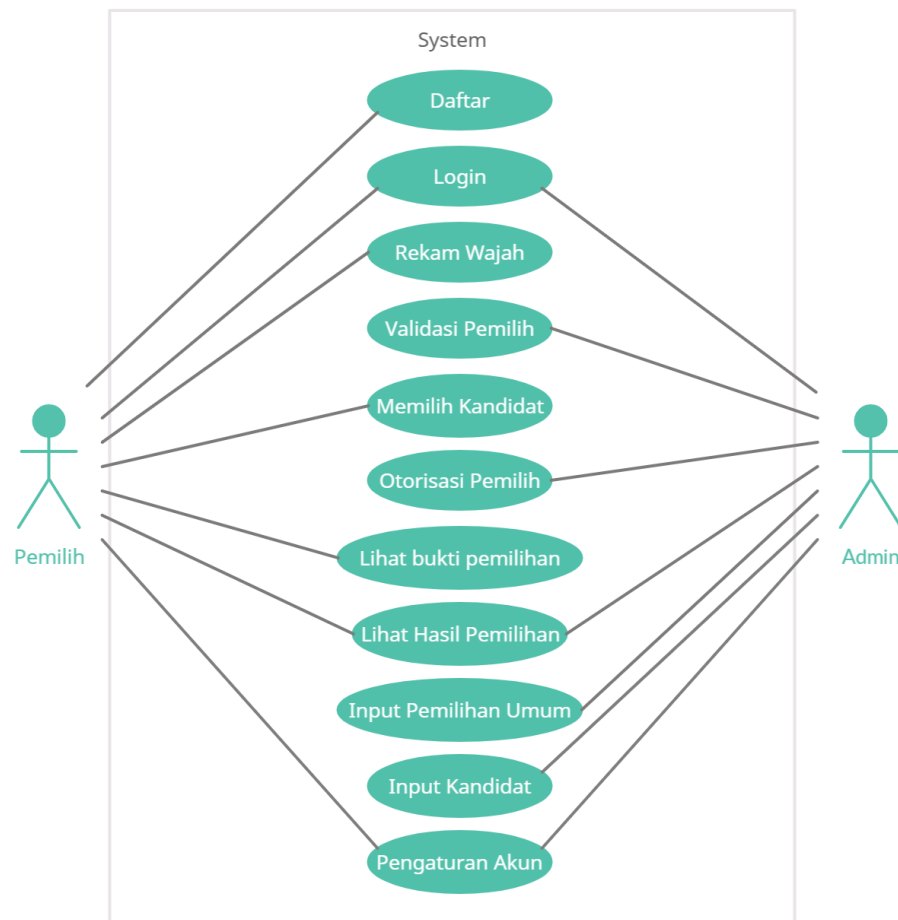 System
Daftar
Login
Rekam Wajah
Validasi Pemilih
Memilih Kandidat
Otorisasi Pemilih
Pemilih
Admin
Lihat bukti pemilihan
Lihat Hasil Pemilihan
Input Pemilihan Umum
Input Kandidat
Pengaturan Akun